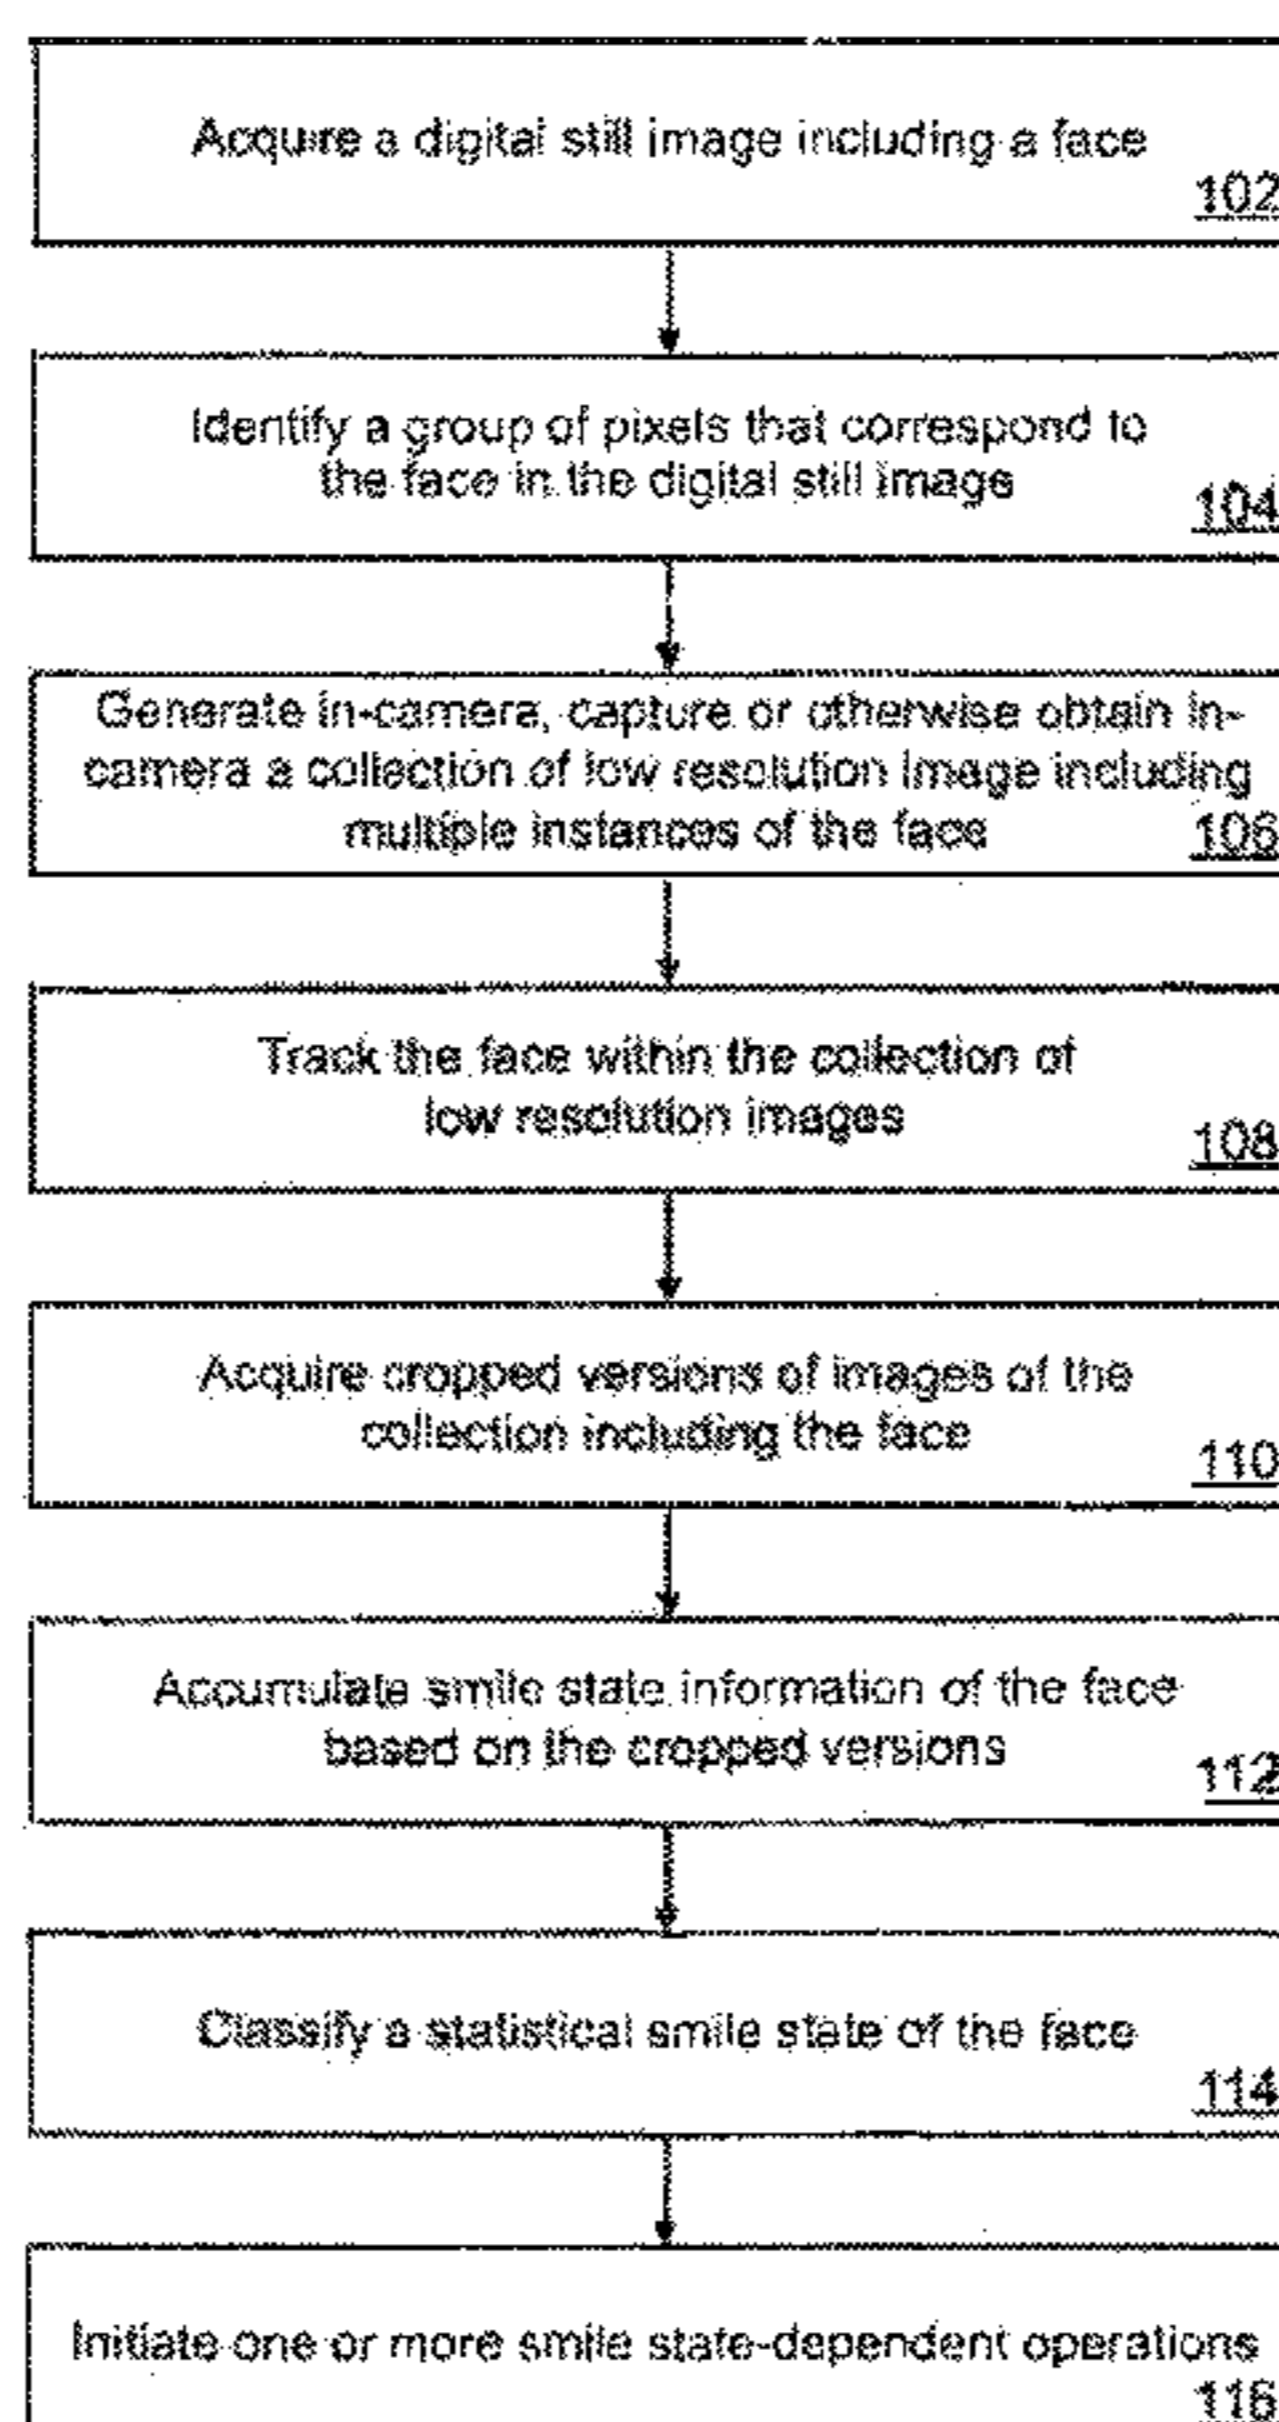 Acquire a digital still image including a face
102
Identify a group of pixels that correspond to
the face in the digital still image
104
Generate in-camera, capture or otherwise obtain in-
camera a collection of low resolution image including
multiple instances of the face
106
Track the face within the collection of
low resolution images
108
Acquire cropped versions of images of the
collection including the face
110
Accumulate smile state information of the face
based on the cropped versions
112
Classify a statistical smile state of the face
114
Initiate one or more smile state-dependent operations
116